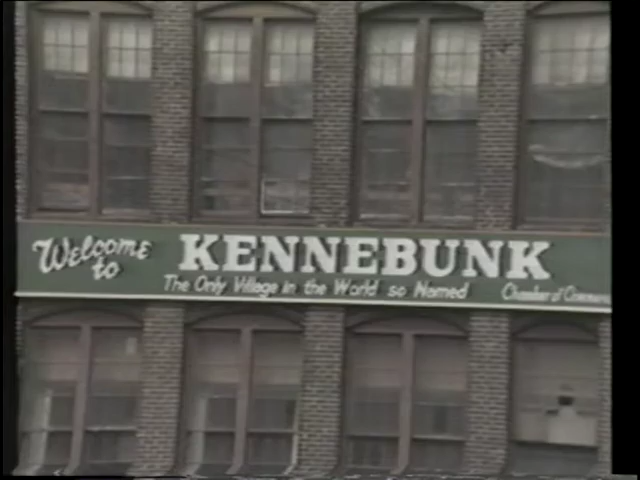 Welcome to
KENNEBUNK
The Only Village in the World so Named
Chamber of Commerce